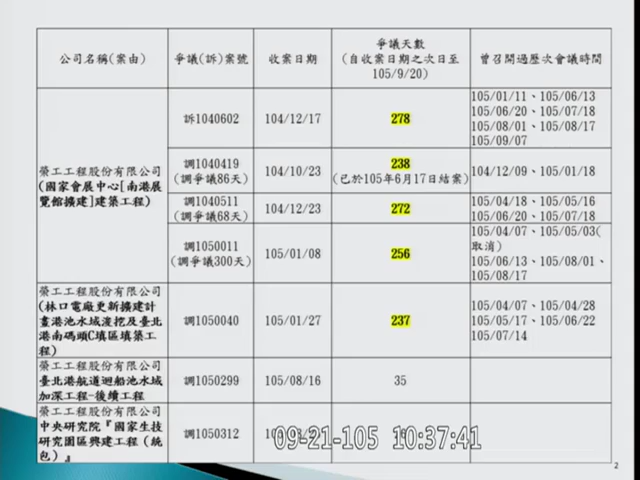 公司名稱(案由)
爭議(訴)案號
收案日期
爭議天數
(自收案日期之次日至
105/9/20)
曾召開過歷次會議時間
榮工工程股份有限公司
(國家會展中心[南港展
覽館擴建]建築工程)
訴1040602
104/12/17
278
105/01/11、105/06/13
105/06/20、105/07/18
105/08/01、105/08/17
105/09/07
調1040419
(調爭議86天)
104/10/23
238
(已於105年6月17日結案)
104/12/09、105/01/18
調1040511
(調爭議68天)
104/12/23
272
105/04/18、105/05/16
105/06/20、105/07/18
調1050011
(調爭議300天)
105/01/08
256
105/04/07、105/05/03(
取消)
105/06/13、105/08/01、
105/08/17
榮工工程股份有限公司
(林口電廠更新擴建計
畫港池水域浚挖及臺北
港南碼頭C填區填築工
程)
調1050040
105/01/27
237
105/04/07、105/04/28
105/05/17、105/06/22
105/07/14
榮工工程股份有限公司
臺北港航道迴船池水域
加深工程-後續工程
調1050299
105/08/16
35
榮工工程股份有限公司
中央研究院『國家生技
研究園區興建工程（統
包）』
調1050312
09-21-105 10:37:41
2